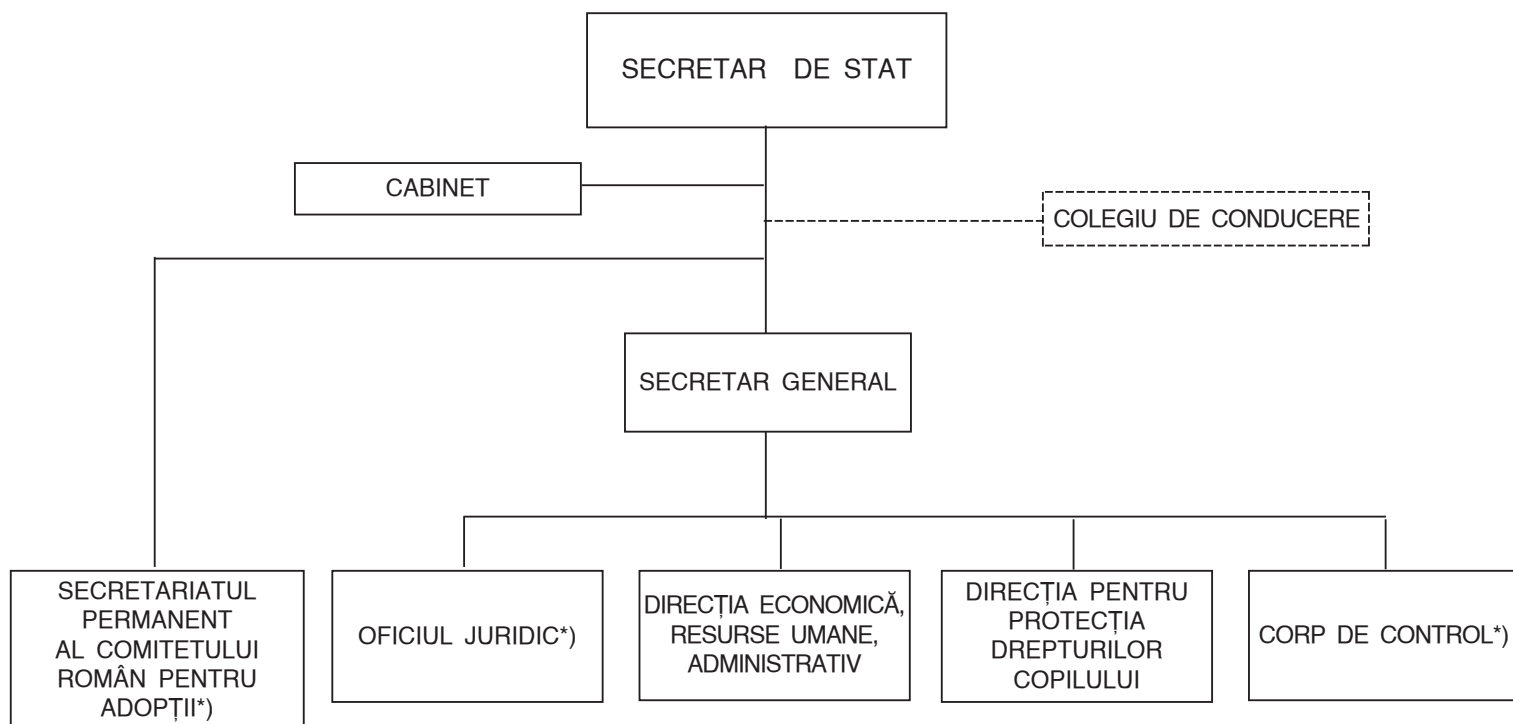 SECRETAR DE STAT
CABINET
COLEGIU DE CONDUCERE
SECRETAR GENERAL
SECRETARIATUL
PERMANENT
AL COMITETULUI
ROMÂN PENTRU
ADOPȚII*)
OFICIUL JURIDIC*)
DIRECȚIA ECONOMICĂ,
RESURSE UMANE,
ADMINISTRATIV
DIRECȚIA PENTRU
PROTECȚIA
DREPTURILOR
COPILULUI
CORP DE CONTROL*)